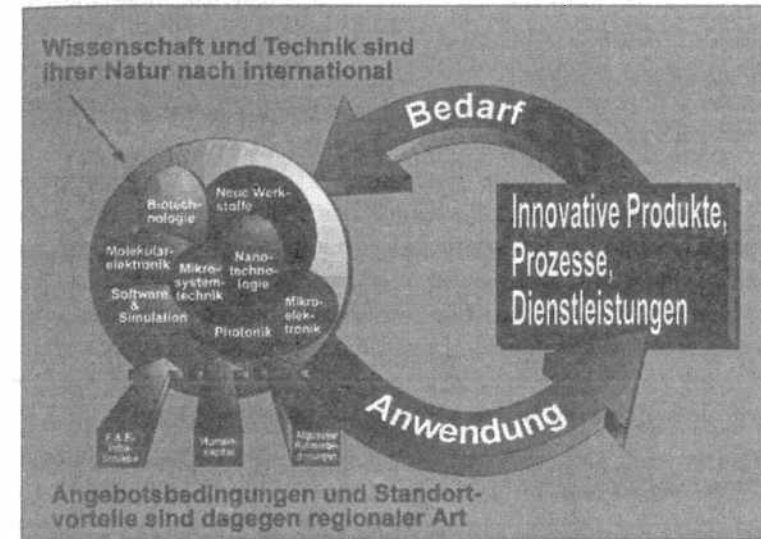 Wissenschaft und Technik sind
ihrer Natur nach international
Bedarf
Biotech-
nologie
Neue Werk-
stoffe
Molekular-
elektronik
Mikro-
system-
technik
Nano-
techno-
logie
Software
&
Simulation
Mikro-
elek-
tronik
Photonik
Innovative Produkte,
Prozesse,
Dienstleistungen
Anwendung
Human-
kapital
Angebotsbedingungen und Standort-
vorteile sind dagegen regionaler Art